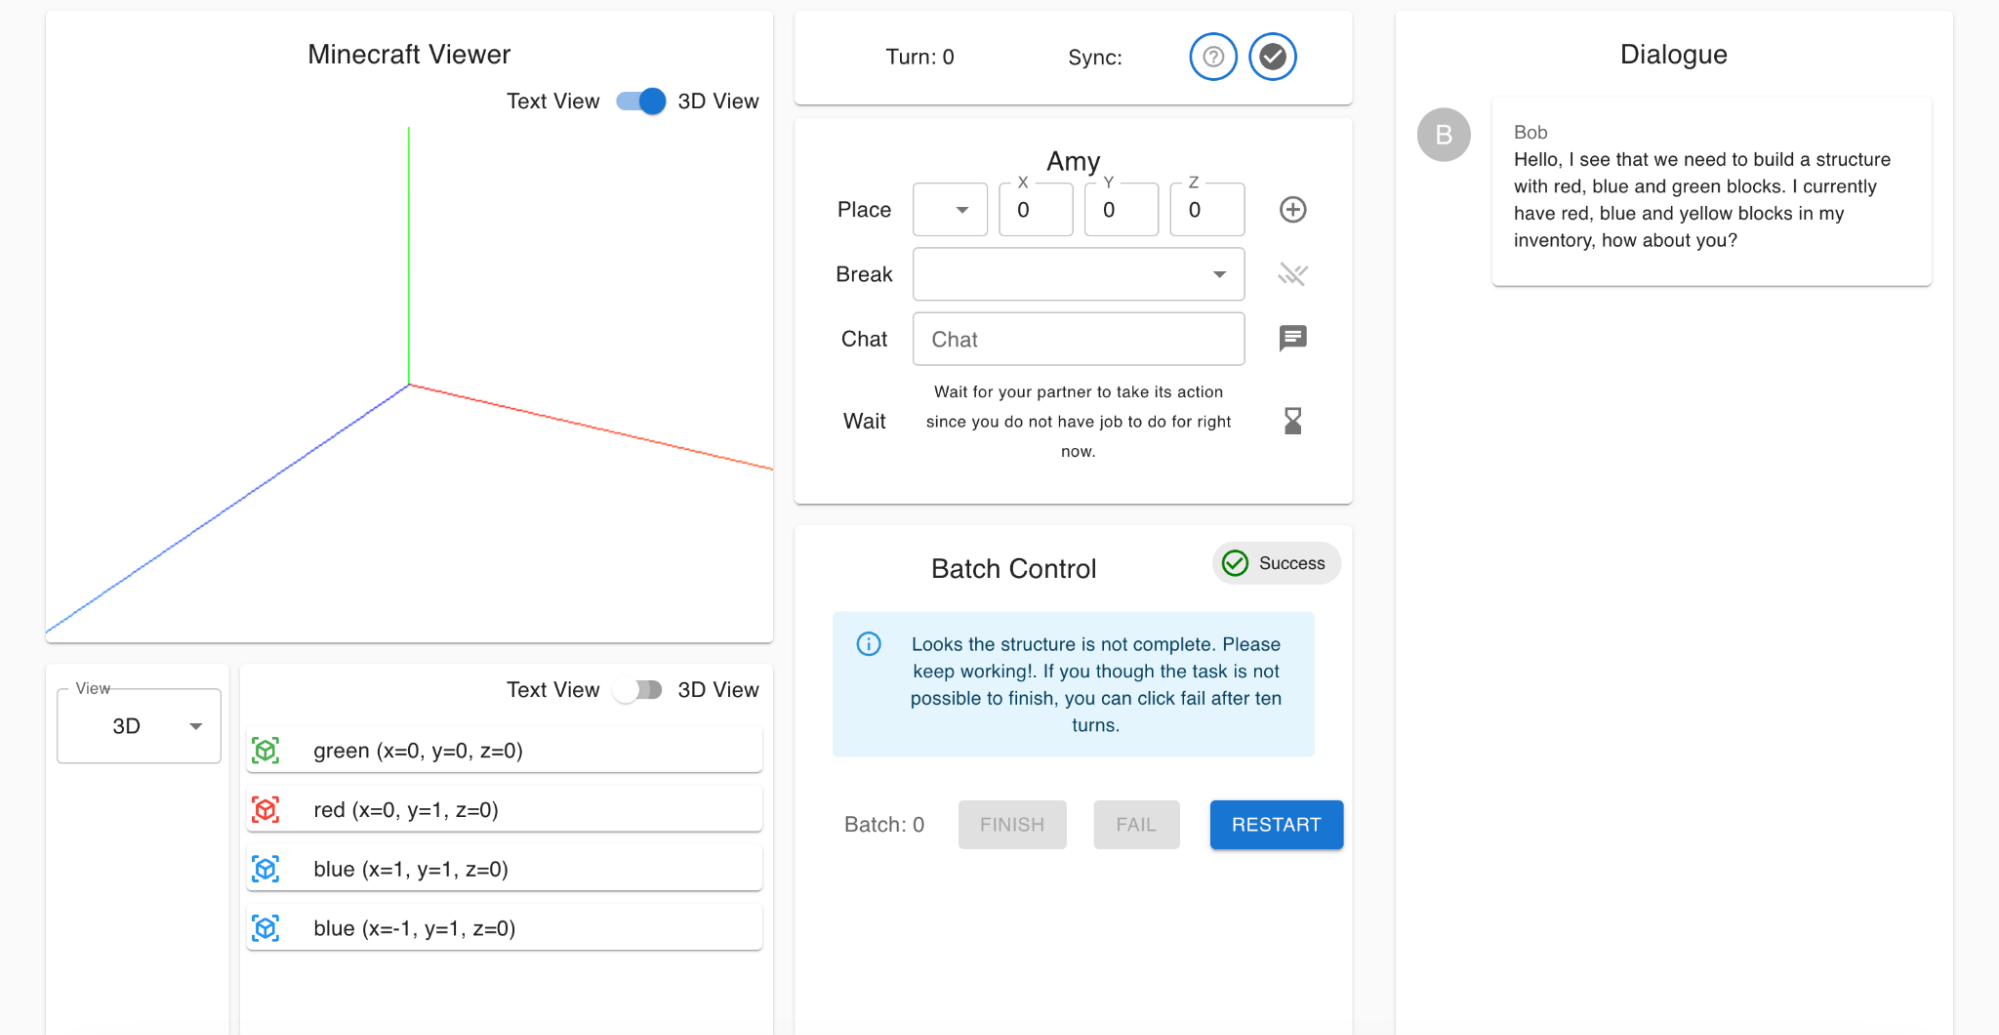 Minecraft Viewer
Text View 3D View
View
3D
Text View 3D View
green (x=0, y=0, z=0)
red (x=0, y=1, z=0)
blue (x=1, y=1, z=0)
blue (x=-1, y=1, z=0)
Turn: 0 Sync:
Amy
Place X 0 Y 0 Z 0
Break
Chat Chat
Wait
Wait for your partner to take its action
since you do not have job to do for right
now.
Batch Control
Success
Looks the structure is not complete. Please
keep working!. If you though the task is not
possible to finish, you can click fail after ten
turns.
Batch: 0 FINISH FAIL RESTART
Dialogue
B
Bob
Hello, I see that we need to build a structure
with red, blue and green blocks. I currently
have red, blue and yellow blocks in my
inventory, how about you?